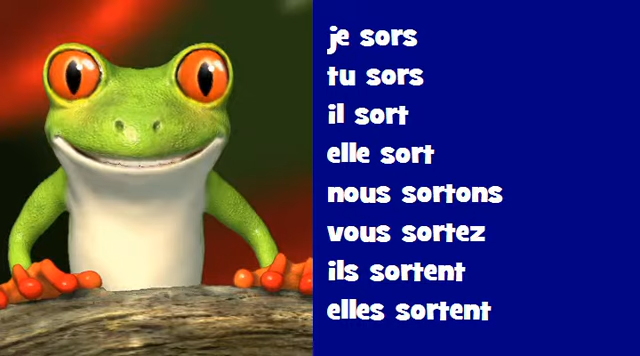 je sors
tu sors
il sort
elle sort
nous sortons
vous sortez
ils sortent
elles sortent